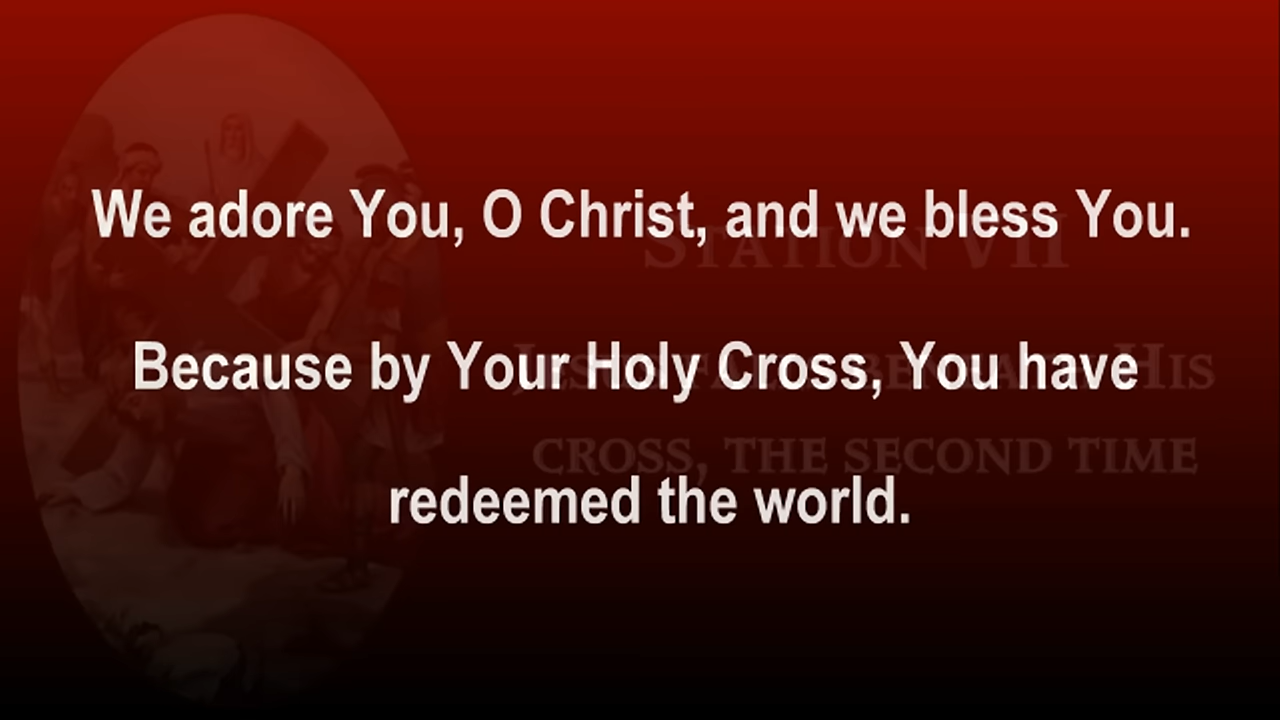 We adore You, O Christ, and we bless You.
STATION VII
Because by Your Holy Cross, You have
HIS
CROSS, THE SECOND TIME
redeemed the world.